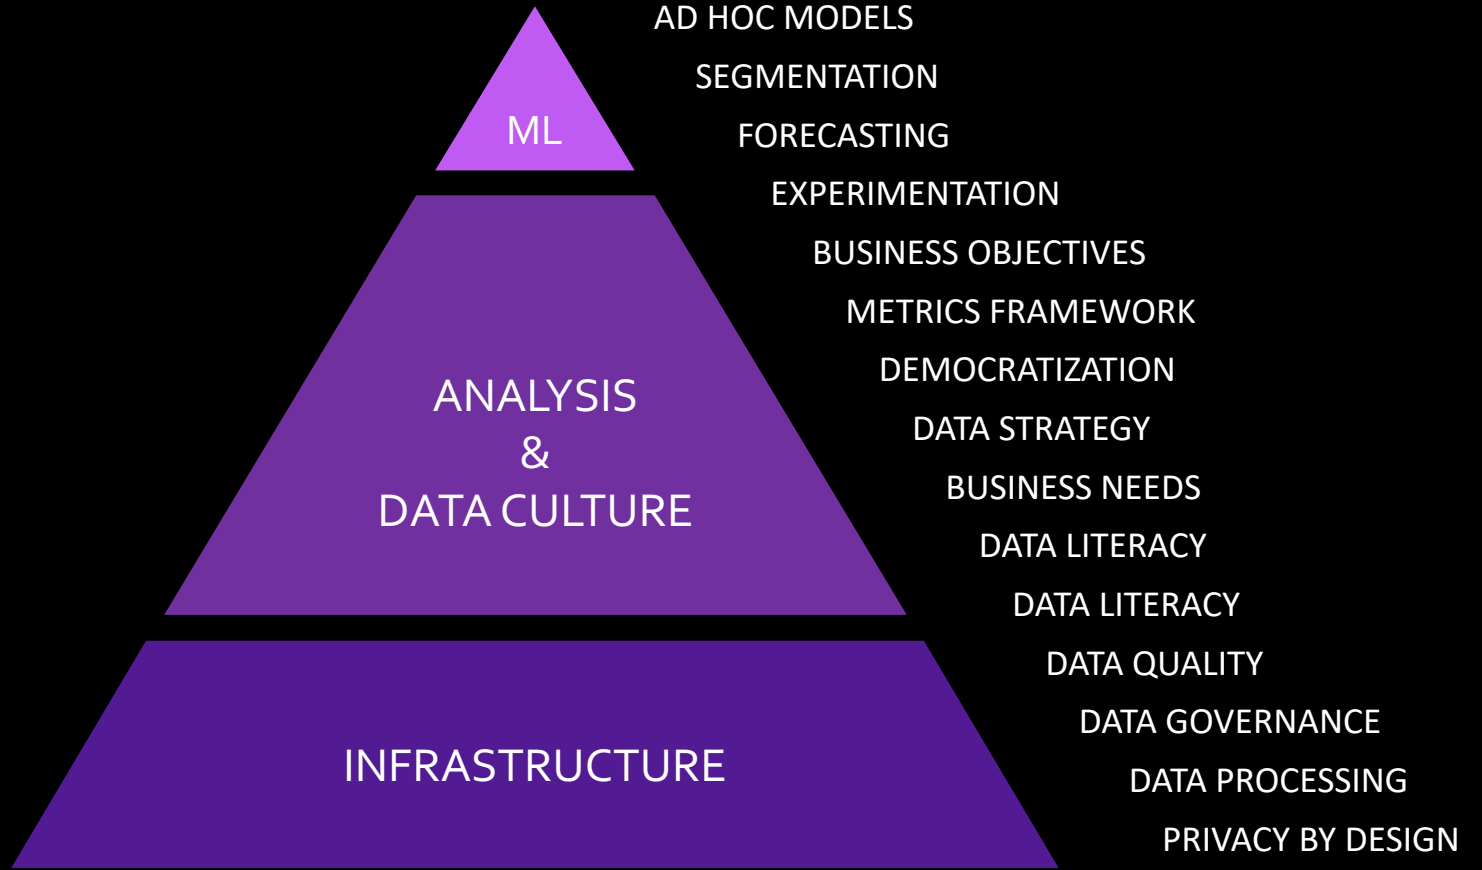 AD HOC MODELS
SEGMENTATION
ML
FORECASTING
EXPERIMENTATION
BUSINESS OBJECTIVES
METRICS FRAMEWORK
DEMOCRATIZATION
ANALYSIS
&
DATA CULTURE
DATA STRATEGY
BUSINESS NEEDS
DATA LITERACY
DATA LITERACY
DATA QUALITY
DATA GOVERNANCE
INFRASTRUCTURE
DATA PROCESSING
PRIVACY BY DESIGN